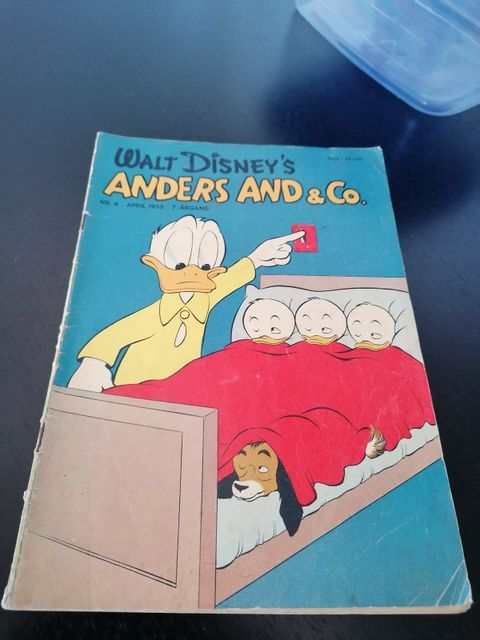 WALT DISNEY'S
ANDERS AND & Co.
NR. 4 APRIL 1955 7. ÅRGANG